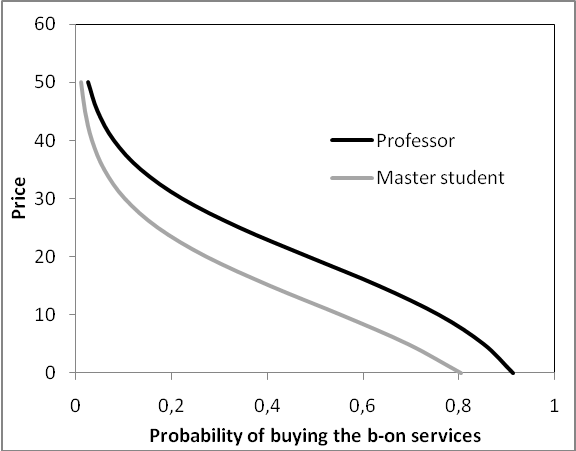 60
50
40
30
20
10
0
Price
Professor
Master student
0 0,2 0,4 0,6 0,8 1
Probability of buying the b-on services